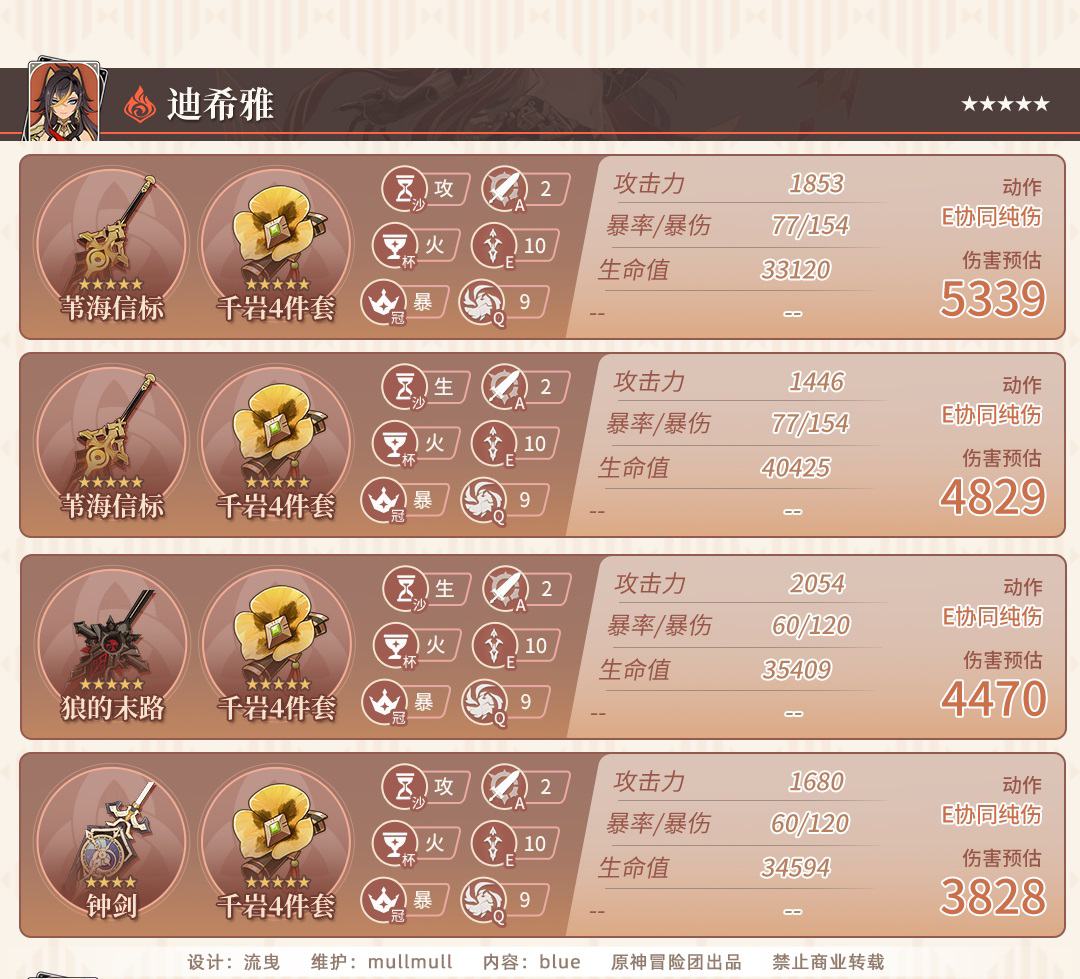 迪希雅
★★★★★
苇海信标
千岩4件套
沙 攻
A 2
杯 火
E 10
冠 暴
Q 9
攻击力 1853
暴率/暴伤 77/154
生命值 33120
-- --
动作
E协同纯伤
伤害预估
5339
苇海信标
千岩4件套
沙 生
A 2
杯 火
E 10
冠 暴
Q 9
攻击力 1446
暴率/暴伤 77/154
生命值 40425
-- --
动作
E协同纯伤
伤害预估
4829
狼的末路
千岩4件套
沙 生
A 2
杯 火
E 10
冠 暴
Q 9
攻击力 2054
暴率/暴伤 60/120
生命值 35409
-- --
动作
E协同纯伤
伤害预估
4470
钟剑
千岩4件套
沙 攻
A 2
杯 火
E 10
冠 暴
Q 9
攻击力 1680
暴率/暴伤 60/120
生命值 34594
-- --
动作
E协同纯伤
伤害预估
3828
设计：流曳 维护：mullmull 内容：blue 原神冒险团出品 禁止商业转载